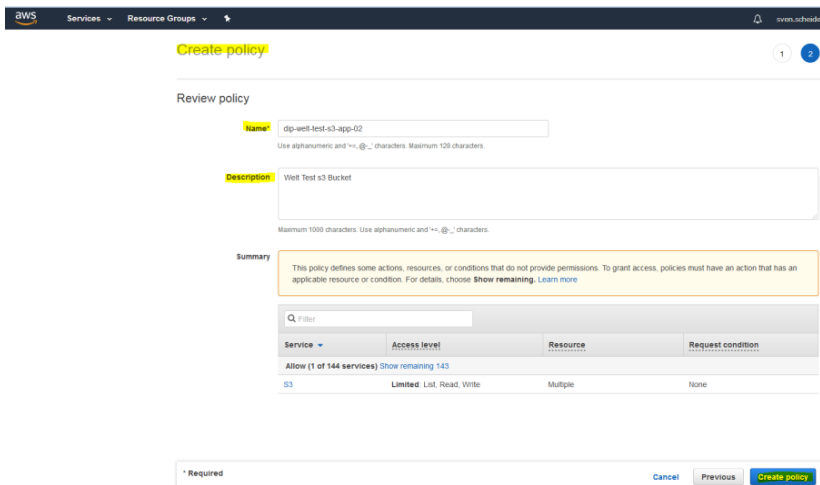 aws Services Resource Groups sven.scheide
Create policy
1 2
Review policy
Name* dip-welt-test-s3-app-02
Use alphanumeric and '+=,.@-_' characters. Maximum 128 characters.
Description Welt Test s3 Bucket
Maximum 1000 characters. Use alphanumeric and '+=,.@-_' characters.
Summary
This policy defines some actions, resources, or conditions that do not provide permissions. To grant access, policies must have an action that has an
applicable resource or condition. For details, choose Show remaining. Learn more
Filter
Service Access level Resource Request condition
Allow (1 of 144 services) Show remaining 143
S3 Limited: List, Read, Write Multiple None
* Required Cancel Previous Create policy